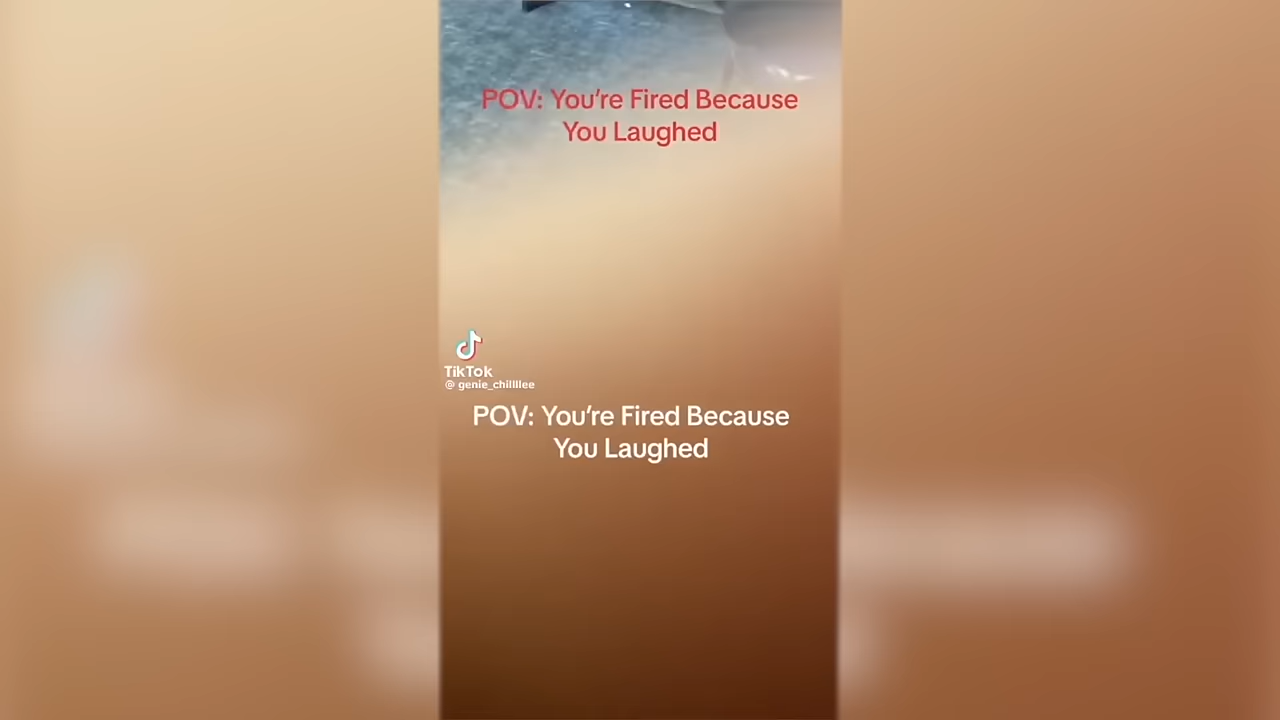 POV: You're Fired Because
You Laughed
TikTok
@ genie_chillllee
POV: You're Fired Because
You Laughed